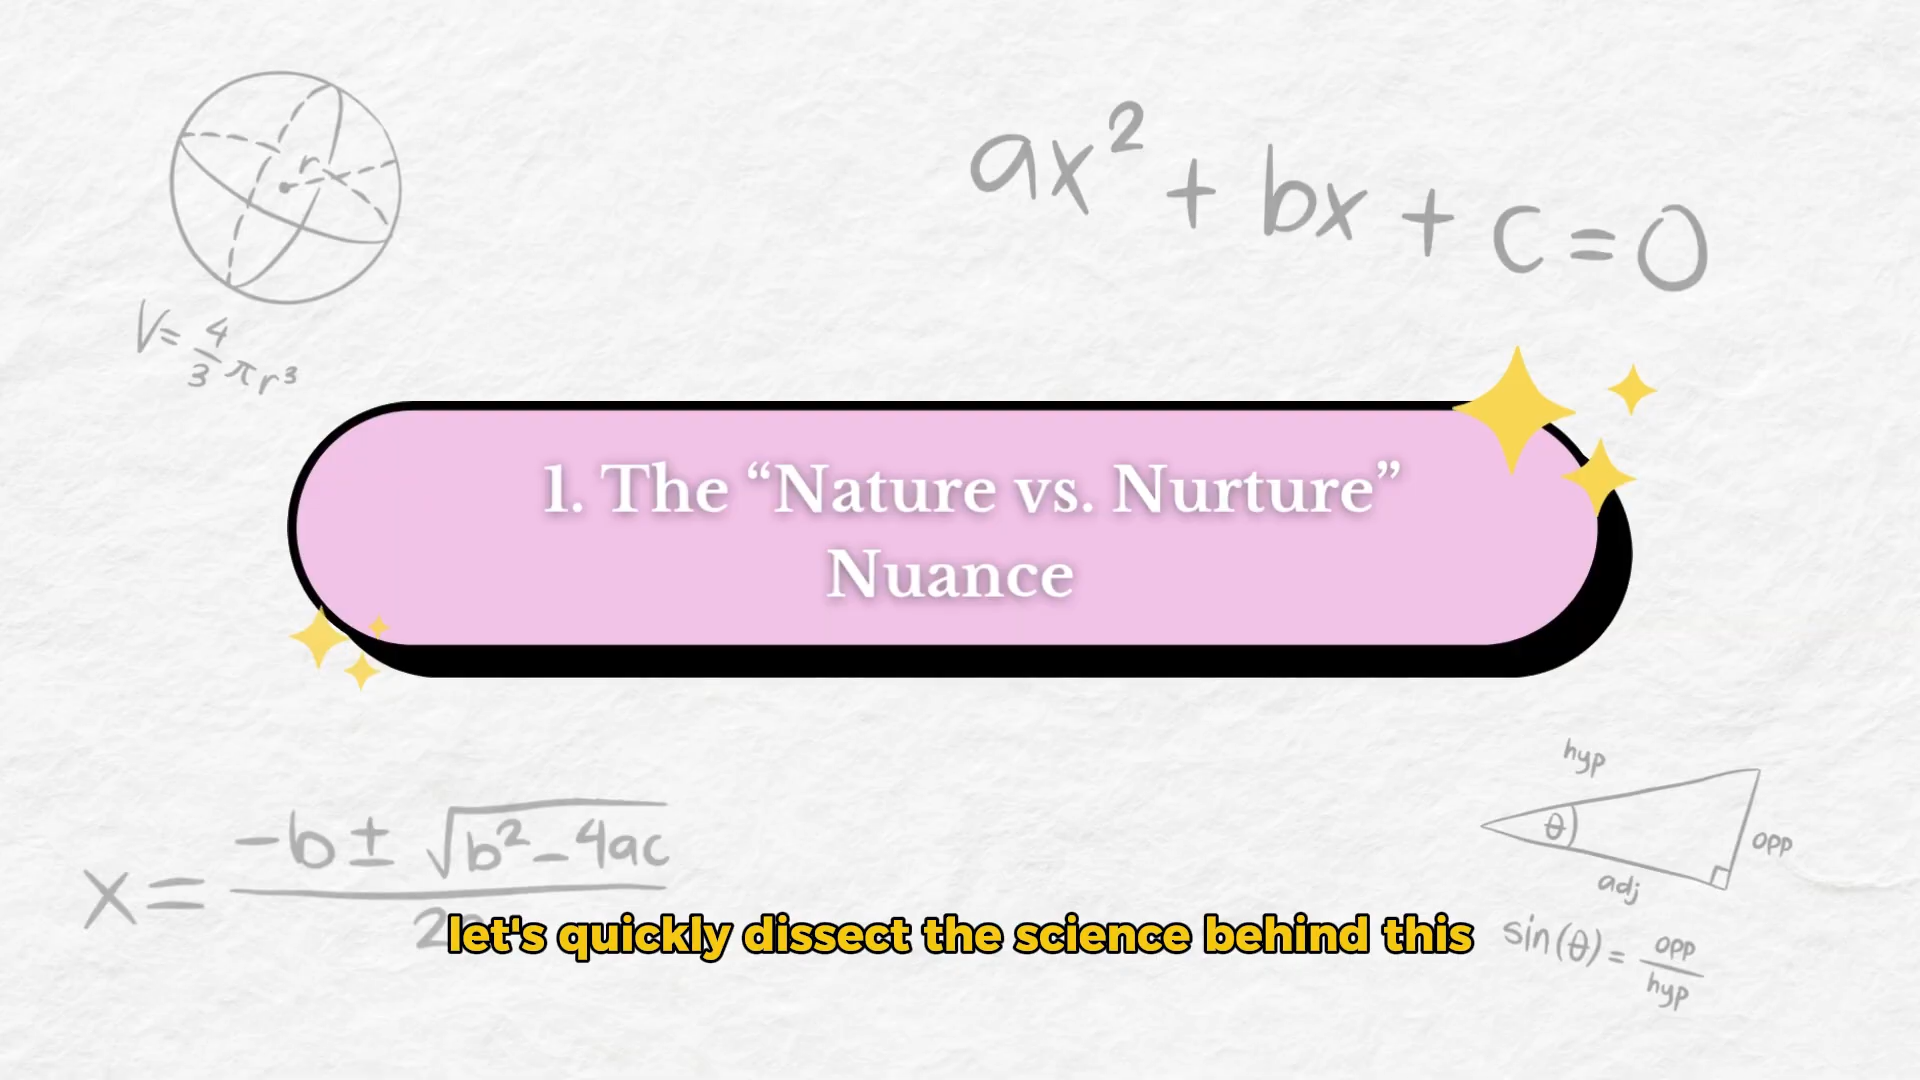 r
V = 4/3 πr³
ax² + bx + c = 0
1. The “Nature vs. Nurture”
Nuance
x = -b ± √b² - 4ac
2
let's quickly dissect the science behind this
hyp
θ
opp
adj
sin(θ) = opp/hyp